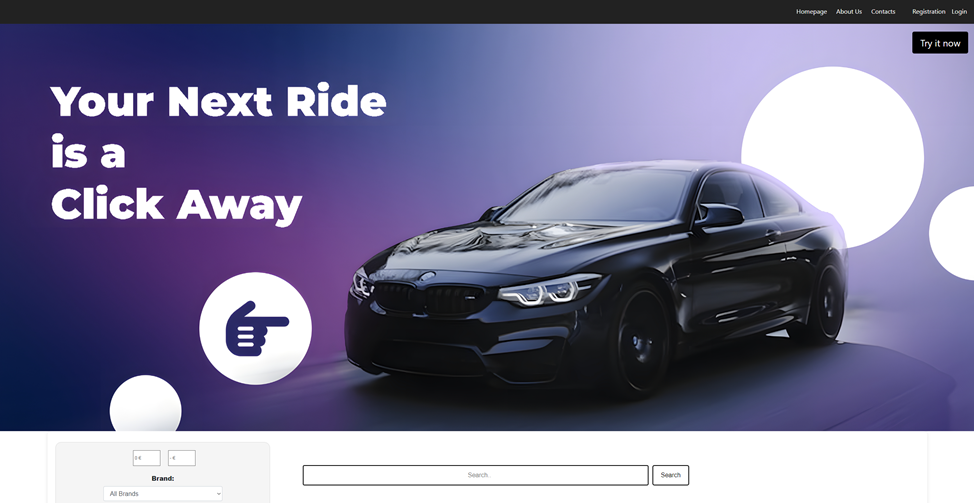 Homepage About Us Contacts Registration Login
Try it now
Your Next Ride
is a
Click Away
Search..
Search
Brand:
All Brands